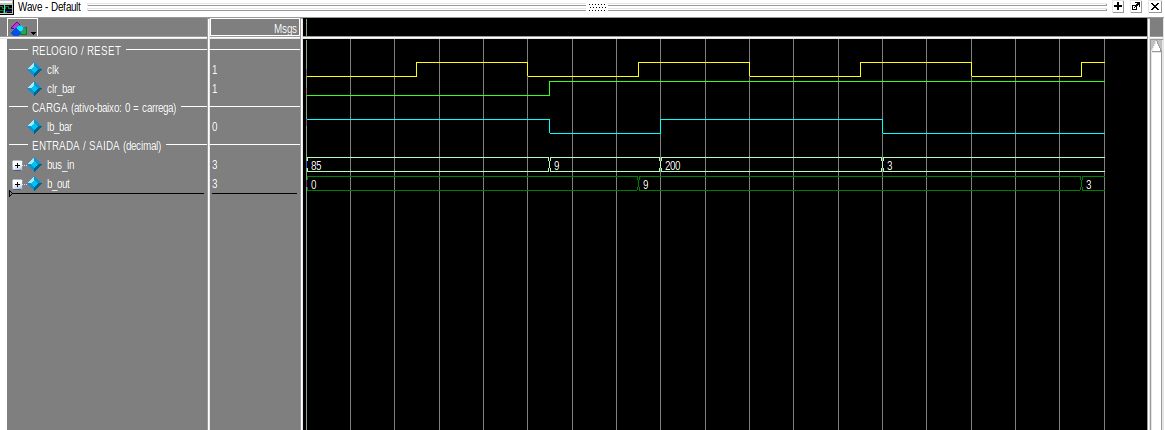 Wave - Default
Msgs
RELOGIO / RESET
clk 1
clr_bar 1
CARGA (ativo-baixo: 0 = carrega)
lb_bar 0
ENTRADA / SAIDA (decimal)
bus_in 3 85 9 200 3
b_out 3 0 9 3